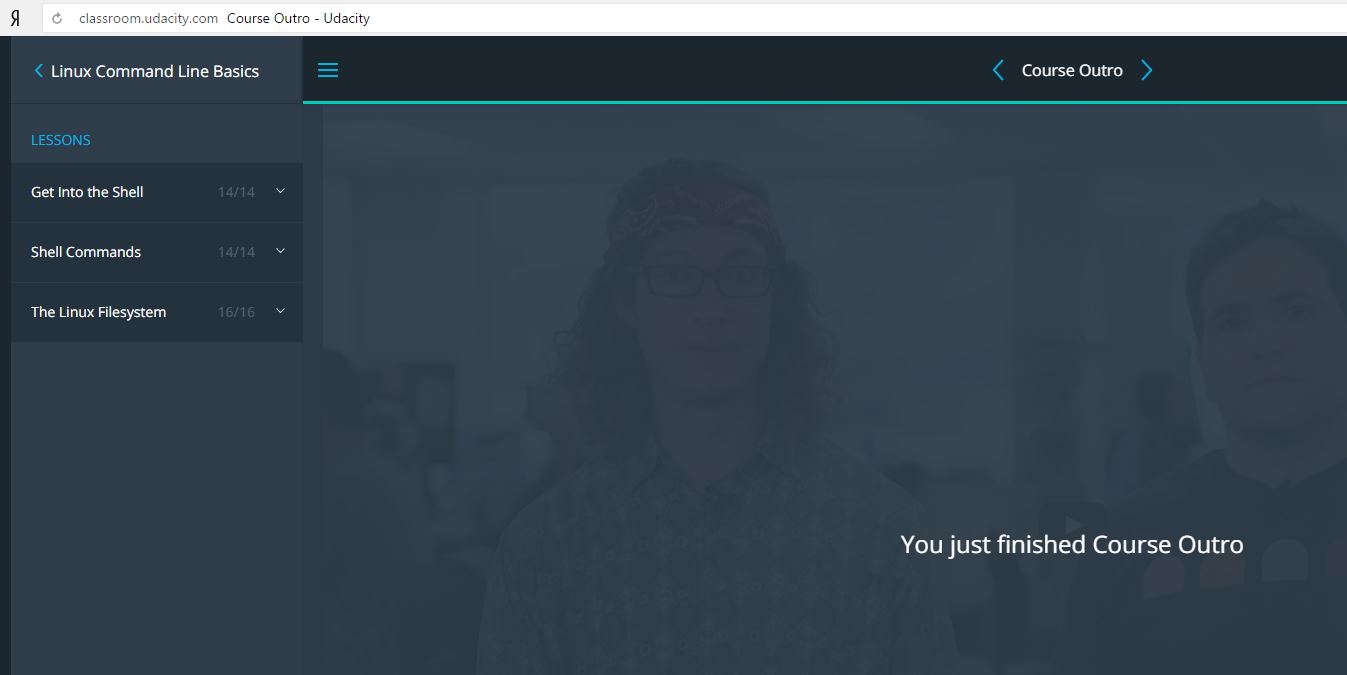 Я classroom.udacity.com Course Outro - Udacity
Linux Command Line Basics
Course Outro
LESSONS
Get Into the Shell 14/14
Shell Commands 14/14
The Linux Filesystem 16/16
You just finished Course Outro